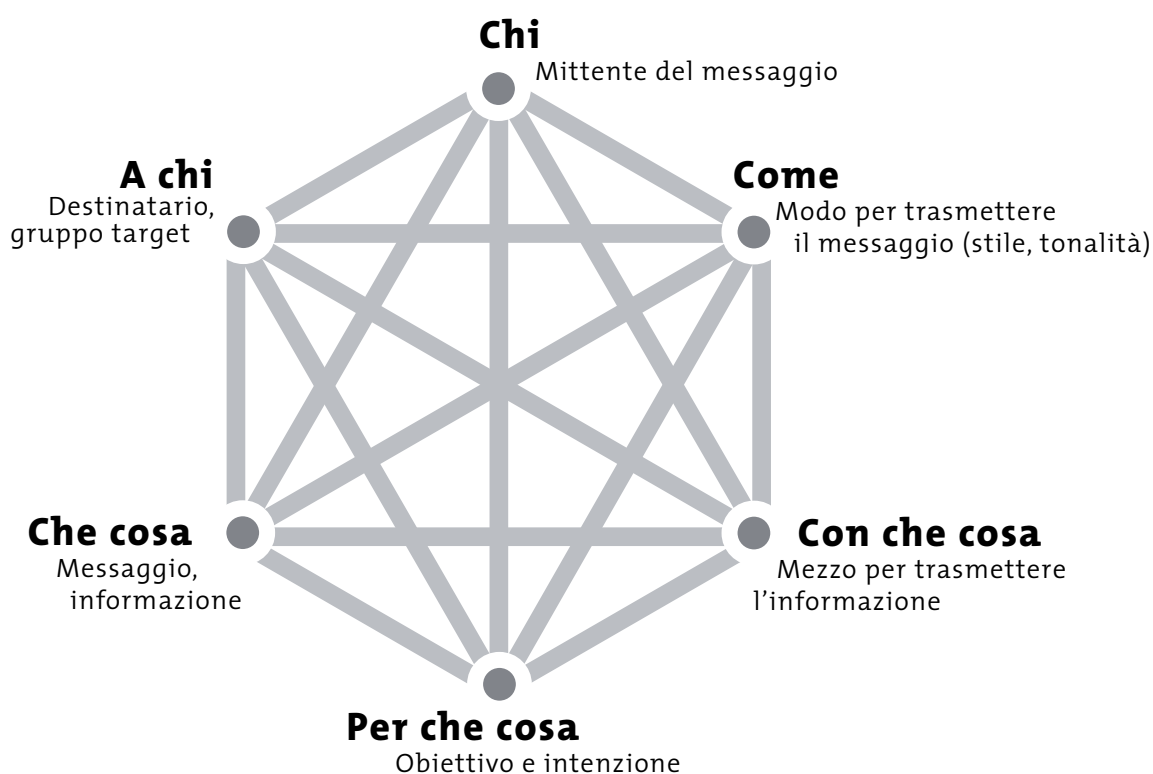 Chi
Mittente del messaggio
A chi
Destinatario,
gruppo target
Come
Modo per trasmettere
il messaggio (stile, tonalità)
Che cosa
Messaggio,
informazione
Con che cosa
Mezzo per trasmettere
l’informazione
Per che cosa
Obiettivo e intenzione